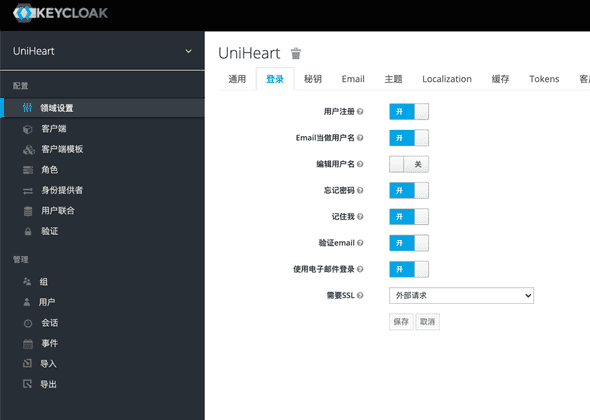 KEYCLOAK
UniHeart
配置
领域设置
客户端
客户端模板
角色
身份提供者
用户联合
验证
管理
组
用户
会话
事件
导入
导出
UniHeart
通用 登录 秘钥 Email 主题 Localization 缓存 Tokens
用户注册 开
Email当做用户名 开
编辑用户名 关
忘记密码 开
记住我 开
验证email 开
使用电子邮件登录 开
需要SSL 外部请求
保存 取消